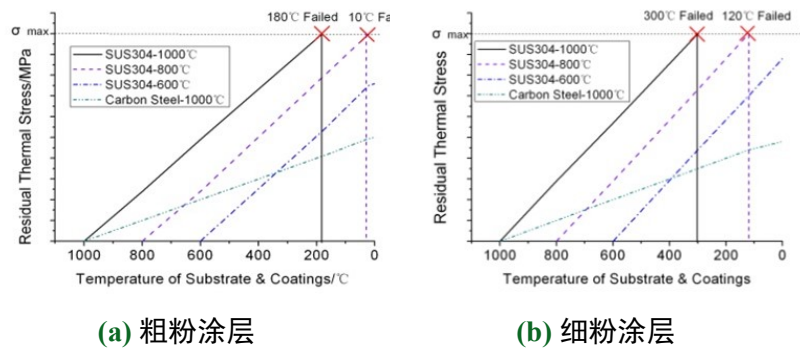 180℃ Failed 10℃ Fa
σ max
SUS304-1000℃
SUS304-800℃
SUS304-600℃
Carbon Steel-1000℃
Residual Thermal Stress/MPa
1000 800 600 400 200 0
Temperature of Substrate & Coatings/℃
(a) 粗粉涂层
300℃ Failed 120℃ Failed
σ max
SUS304-1000℃
SUS304-800℃
SUS304-600℃
Carbon Steel-1000℃
Residual Thermal Stress
1000 800 600 400 200 0
Temperature of Substrate & Coatings
(b) 细粉涂层